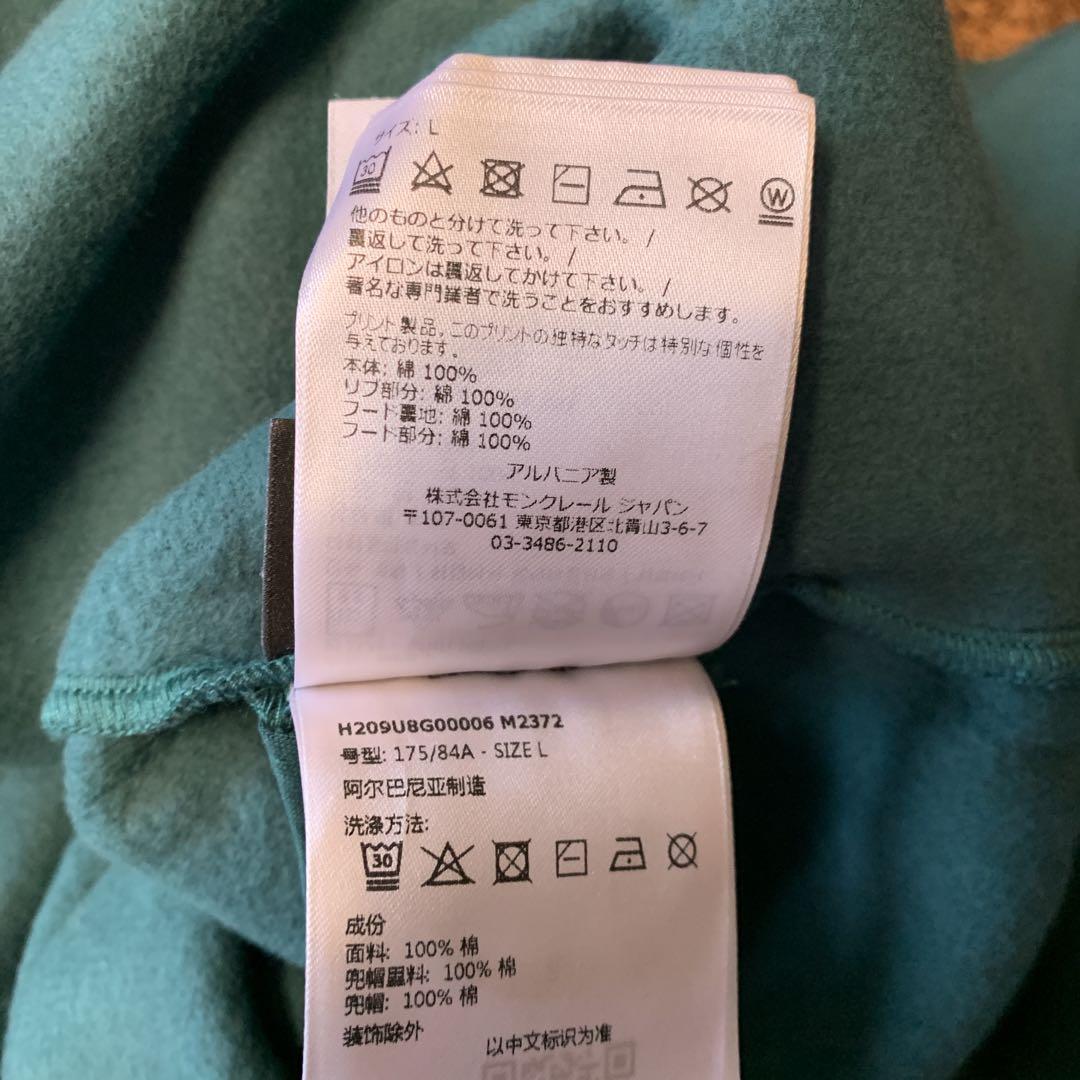 サイズ: L
30
W
他のものと分けて洗って下さい。 /
裏返して洗って下さい。 /
アイロンは裏返してかけて下さい。 /
著名な専門業者で洗うことをおすすめします。
プリント製品, このプリントの独特なタッチは特別な個性を
与えております。
本体: 綿 100%
リブ部分: 綿 100%
フード裏地: 綿 100%
フード部分: 綿 100%
アルバニア製
株式会社モンクレール ジャパン
〒107-0061 東京都港区北青山3-6-7
03-3486-2110
H209U8G00006 M2372
号型: 175/84A - SIZE L
阿尔巴尼亚制造
洗涤方法:
30
成份
面料: 100% 棉
兜帽里料: 100% 棉
兜帽: 100% 棉
装饰除外
以中文标识为准